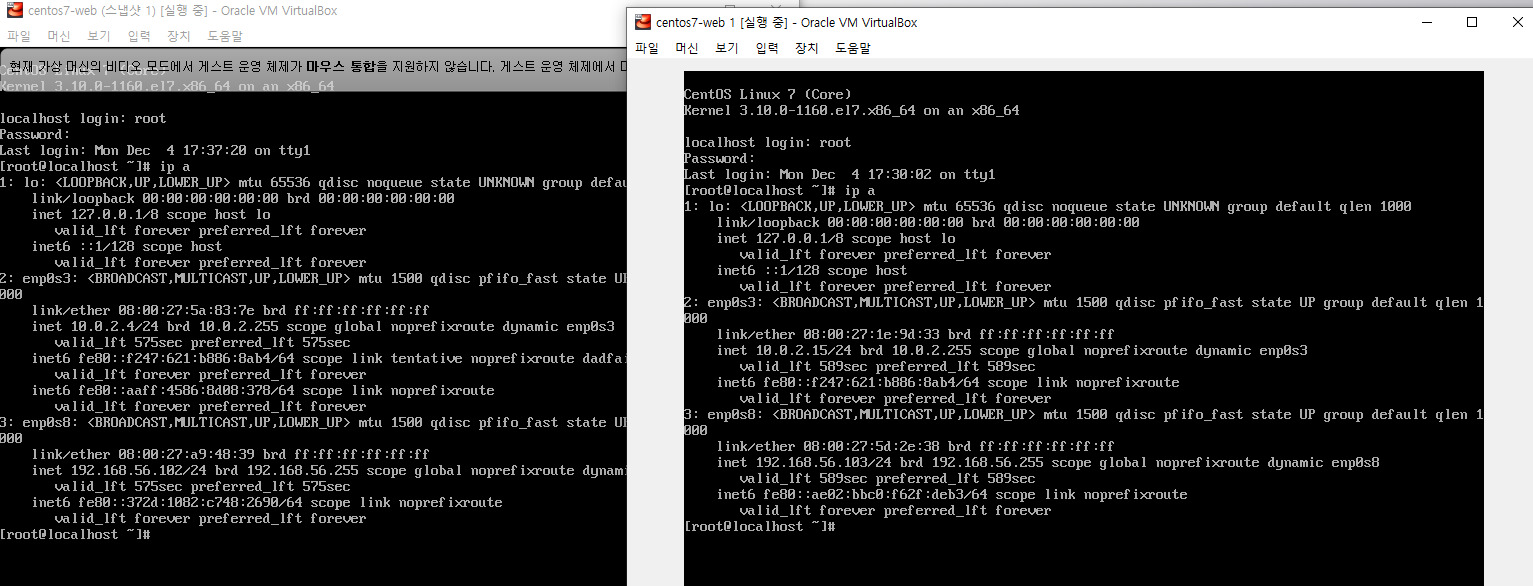 centos7-web (스냅샷 1) [실행 중] - Oracle VM VirtualBox
파일 머신 보기 입력 장치 도움말
현재 가상 머신의 비디오 모드에서 게스트 운영 체제가 마우스 통합을 지원하지 않습니다. 게스트 운영 체제에서
CentOS Linux 7 (Core)
Kernel 3.10.0-1160.el7.x86_64 on an x86_64
localhost login: root
Password:
Last login: Mon Dec  4 17:37:20 on tty1
[root@localhost ~]# ip a
1: lo: <LOOPBACK,UP,LOWER_UP> mtu 65536 qdisc noqueue state UNKNOWN group defau
    link/loopback 00:00:00:00:00:00 brd 00:00:00:00:00:00
    inet 127.0.0.1/8 scope host lo
       valid_lft forever preferred_lft forever
    inet6 ::1/128 scope host
       valid_lft forever preferred_lft forever
2: enp0s3: <BROADCAST,MULTICAST,UP,LOWER_UP> mtu 1500 qdisc pfifo_fast state U
000
    link/ether 08:00:27:5a:83:7e brd ff:ff:ff:ff:ff:ff
    inet 10.0.2.4/24 brd 10.0.2.255 scope global noprefixroute dynamic enp0s3
       valid_lft 575sec preferred_lft 575sec
    inet6 fe80::f247:621:b886:8ab4/64 scope link tentative noprefixroute dadfai
       valid_lft forever preferred_lft forever
    inet6 fe80::aaff:4586:8d08:378/64 scope link noprefixroute
       valid_lft forever preferred_lft forever
3: enp0s8: <BROADCAST,MULTICAST,UP,LOWER_UP> mtu 1500 qdisc pfifo_fast state U
000
    link/ether 08:00:27:a9:48:39 brd ff:ff:ff:ff:ff:ff
    inet 192.168.56.102/24 brd 192.168.56.255 scope global noprefixroute dynami
       valid_lft 575sec preferred_lft 575sec
    inet6 fe80::372d:1082:c748:2690/64 scope link noprefixroute
       valid_lft forever preferred_lft forever
[root@localhost ~]#
centos7-web 1 [실행 중] - Oracle VM VirtualBox
파일 머신 보기 입력 장치 도움말
CentOS Linux 7 (Core)
Kernel 3.10.0-1160.el7.x86_64 on an x86_64
localhost login: root
Password:
Last login: Mon Dec  4 17:30:02 on tty1
[root@localhost ~]# ip a
1: lo: <LOOPBACK,UP,LOWER_UP> mtu 65536 qdisc noqueue state UNKNOWN group default qlen 1000
    link/loopback 00:00:00:00:00:00 brd 00:00:00:00:00:00
    inet 127.0.0.1/8 scope host lo
       valid_lft forever preferred_lft forever
    inet6 ::1/128 scope host
       valid_lft forever preferred_lft forever
2: enp0s3: <BROADCAST,MULTICAST,UP,LOWER_UP> mtu 1500 qdisc pfifo_fast state UP group default qlen 1
000
    link/ether 08:00:27:1e:9d:33 brd ff:ff:ff:ff:ff:ff
    inet 10.0.2.15/24 brd 10.0.2.255 scope global noprefixroute dynamic enp0s3
       valid_lft 589sec preferred_lft 589sec
    inet6 fe80::f247:621:b886:8ab4/64 scope link noprefixroute
       valid_lft forever preferred_lft forever
3: enp0s8: <BROADCAST,MULTICAST,UP,LOWER_UP> mtu 1500 qdisc pfifo_fast state UP group default qlen 1
000
    link/ether 08:00:27:5d:2e:38 brd ff:ff:ff:ff:ff:ff
    inet 192.168.56.103/24 brd 192.168.56.255 scope global noprefixroute dynamic enp0s8
       valid_lft 589sec preferred_lft 589sec
    inet6 fe80::ae02:bbc0:f62f:deb3/64 scope link noprefixroute
       valid_lft forever preferred_lft forever
[root@localhost ~]#